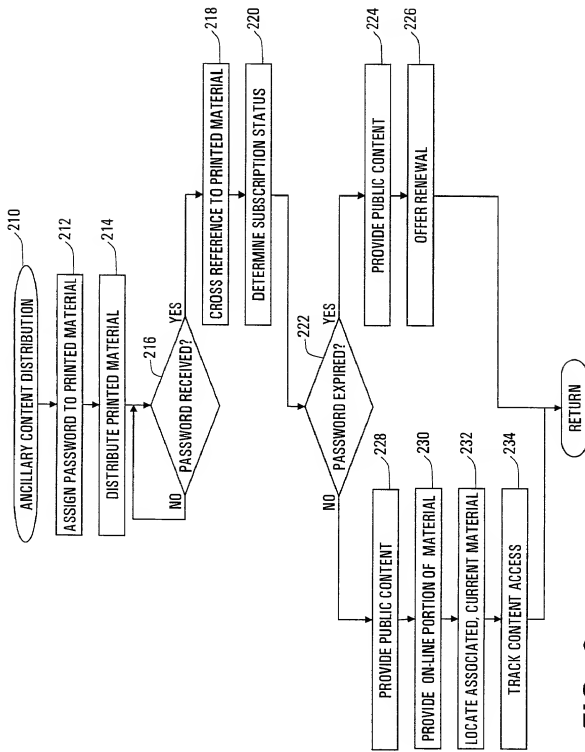 ANCILLARY CONTENT DISTRIBUTION
210
ASSIGN PASSWORD TO PRINTED MATERIAL
212
DISTRIBUTE PRINTED MATERIAL
214
PASSWORD RECEIVED?
216
NO
YES
CROSS REFERENCE TO PRINTED MATERIAL
218
DETERMINE SUBSCRIPTION STATUS
220
PASSWORD EXPIRED?
222
NO
YES
PROVIDE PUBLIC CONTENT
224
OFFER RENEWAL
226
PROVIDE PUBLIC CONTENT
228
PROVIDE ON-LINE PORTION OF MATERIAL
230
LOCATE ASSOCIATED, CURRENT MATERIAL
232
TRACK CONTENT ACCESS
234
RETURN
FIG.